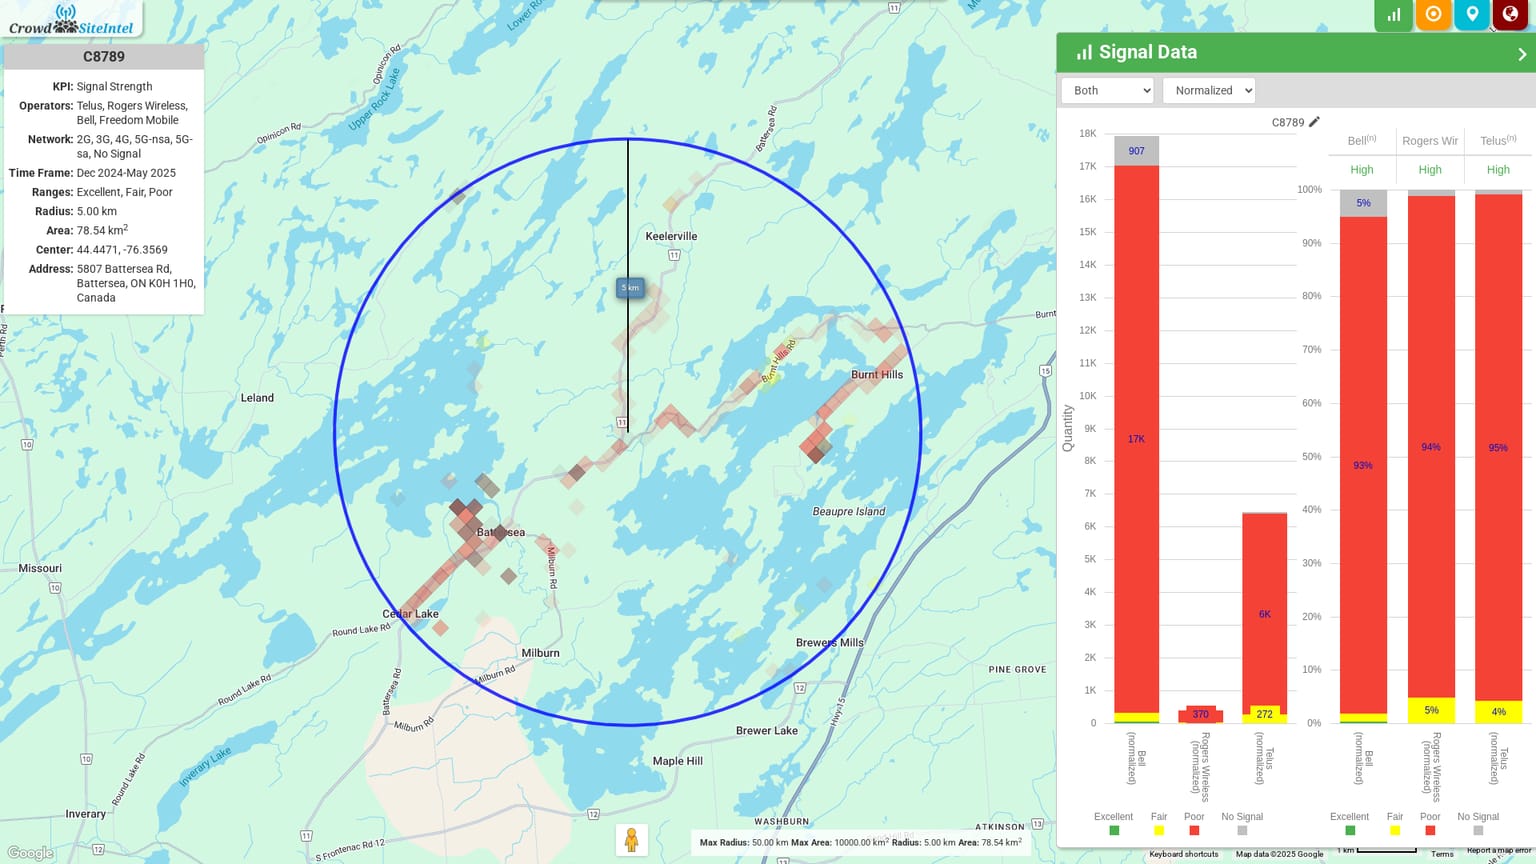 CrowdSiteIntel
C8789
KPI: Signal Strength
Operators: Telus, Rogers Wireless,
Bell, Freedom Mobile
Network: 2G, 3G, 4G, 5G-nsa, 5G-
sa, No Signal
Time Frame: Dec 2024-May 2025
Ranges: Excellent, Fair, Poor
Radius: 5.00 km
Area: 78.54 km2
Center: 44.4471, -76.3569
Address: 5807 Battersea Rd,
Battersea, ON K0H 1H0,
Canada
Opinicon Rd
Upper Rock Lake
Opinicon Rd
Battersea Rd
11
Keelerville
11
5 km
Burnt Hills Rd
Burnt
Burnt Hills
15
Leland
11
10
Beaupre Island
Battersea
Milburn Rd
Missouri
10
Cedar Lake
Round Lake Rd
Brewers Mills
Milburn
PINE GROVE
Milburn Rd
Round Lake Rd
Battersea Rd
12
Hwy-15
Milburn Rd
Brewer Lake
10
Maple Hill
Inverary Lake
Round Lake Rd
Inverary
12
WASHBURN
ATKINSON
13
11
12
S Frontenac Rd 12
Google
Max Radius: 50.00 km Max Area: 10000.00 km2 Radius: 5.00 km Area: 78.54 km2
Keyboard shortcuts
Map data ©2025 Google
1 km
Terms
Report a map error
Signal Data
Both
Normalized
C8789
18K
17K
16K
15K
14K
13K
12K
11K
10K
9K
8K
7K
6K
5K
4K
3K
2K
1K
0
Quantity
907
17K
370
6K
272
Bell
(normalized)
Rogers Wireless
(normalized)
Telus
(normalized)
Excellent
Fair
Poor
No Signal
Bell(n)
Rogers Wir
Telus(n)
High
High
High
100%
90%
80%
70%
60%
50%
40%
30%
20%
10%
0%
5%
93%
94%
95%
5%
4%
Bell
(normalized)
Rogers Wireless
(normalized)
Telus
(normalized)
Excellent
Fair
Poor
No Signal